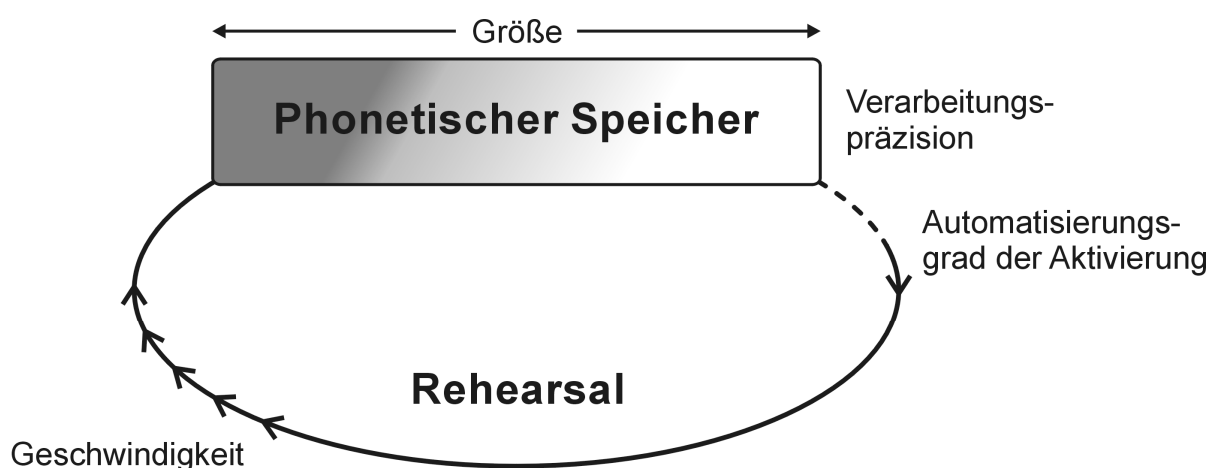 Größe
Phonetischer Speicher
Verarbeitungs-
präzision
Automatisierungs-
grad der Aktivierung
Rehearsal
Geschwindigkeit